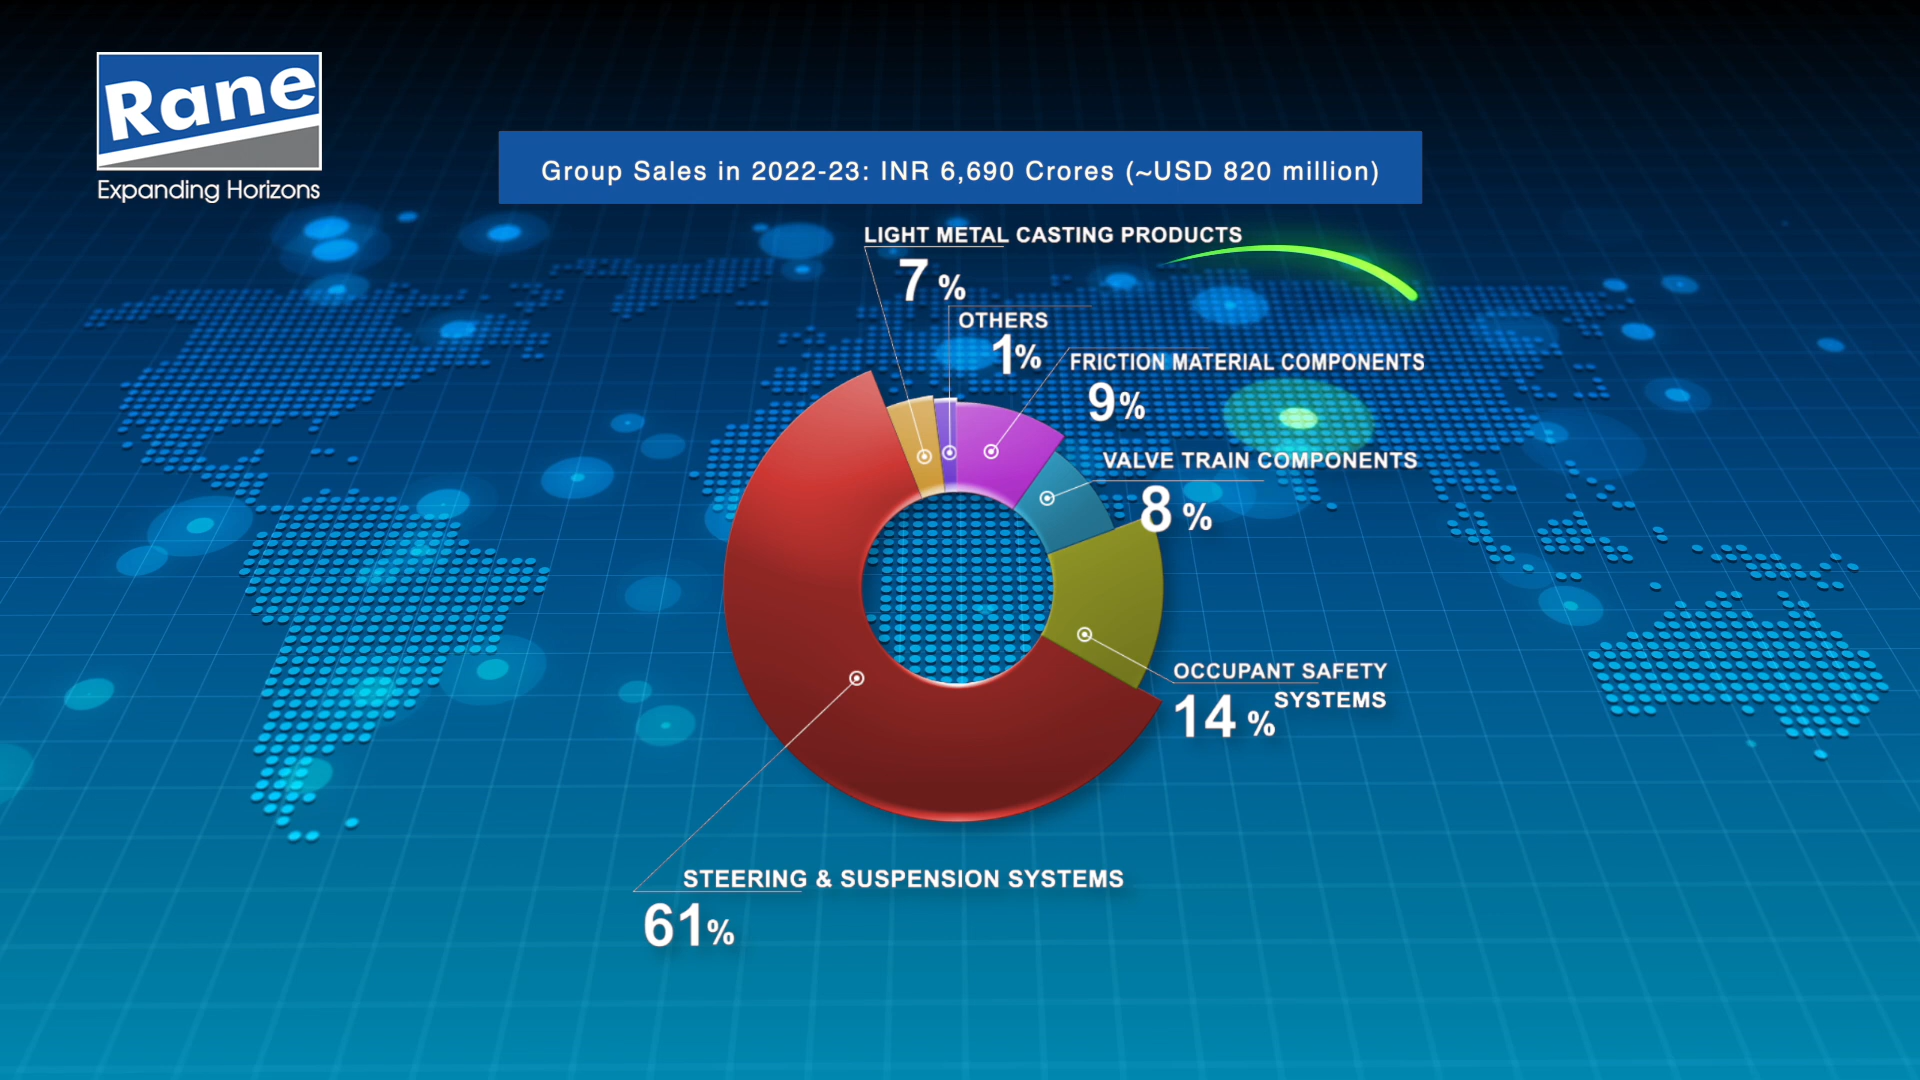 Rane
Expanding Horizons
Group Sales in 2022-23: INR 6,690 Crores (~USD 820 million)
LIGHT METAL CASTING PRODUCTS
7 %
OTHERS
1%
FRICTION MATERIAL COMPONENTS
9%
VALVE TRAIN COMPONENTS
8 %
OCCUPANT SAFETY
SYSTEMS
14 %
STEERING & SUSPENSION SYSTEMS
61%